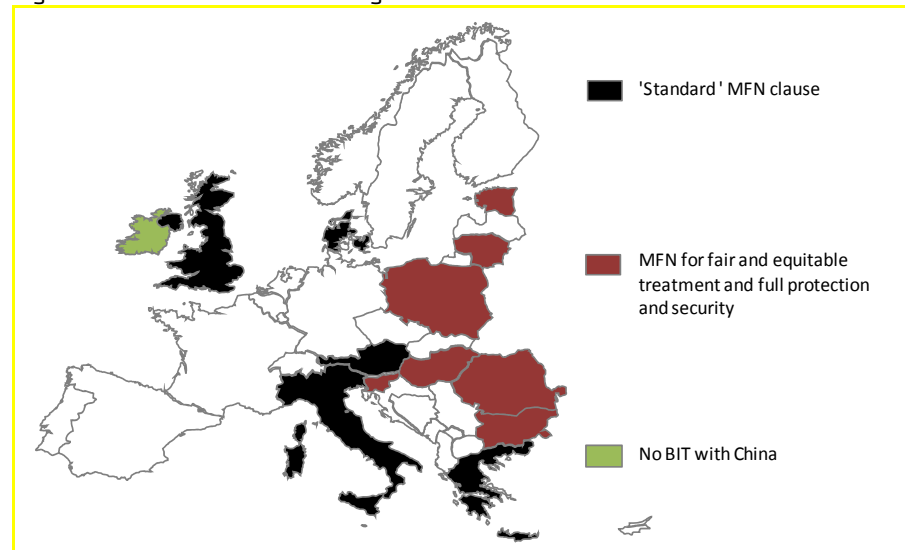 'Standard' MFN clause
MFN for fair and equitable
treatment and full protection
and security
No BIT with China